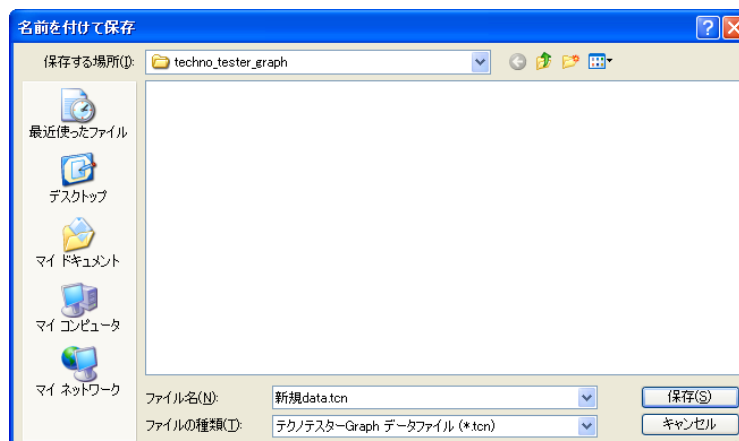 名前を付けて保存
保存する場所(I):
techno_tester_graph
最近使ったファイル
デスクトップ
マイ ドキュメント
マイ コンピュータ
マイ ネットワーク
ファイル名(N):
新規data.tcn
保存(S)
ファイルの種類(T):
テクノテスターGraph データファイル (*.tcn)
キャンセル